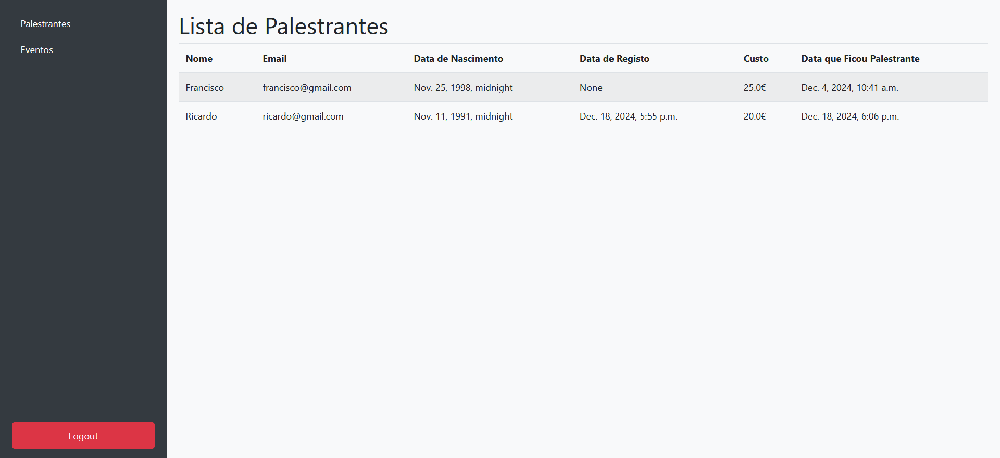 Palestrantes
Eventos
Logout
Lista de Palestrantes
Nome Email Data de Nascimento Data de Registo Custo Data que Ficou Palestrante
Francisco francisco@gmail.com Nov. 25, 1998, midnight None 25.0€ Dec. 4, 2024, 10:41 a.m.
Ricardo ricardo@gmail.com Nov. 11, 1991, midnight Dec. 18, 2024, 5:55 p.m. 20.0€ Dec. 18, 2024, 6:06 p.m.